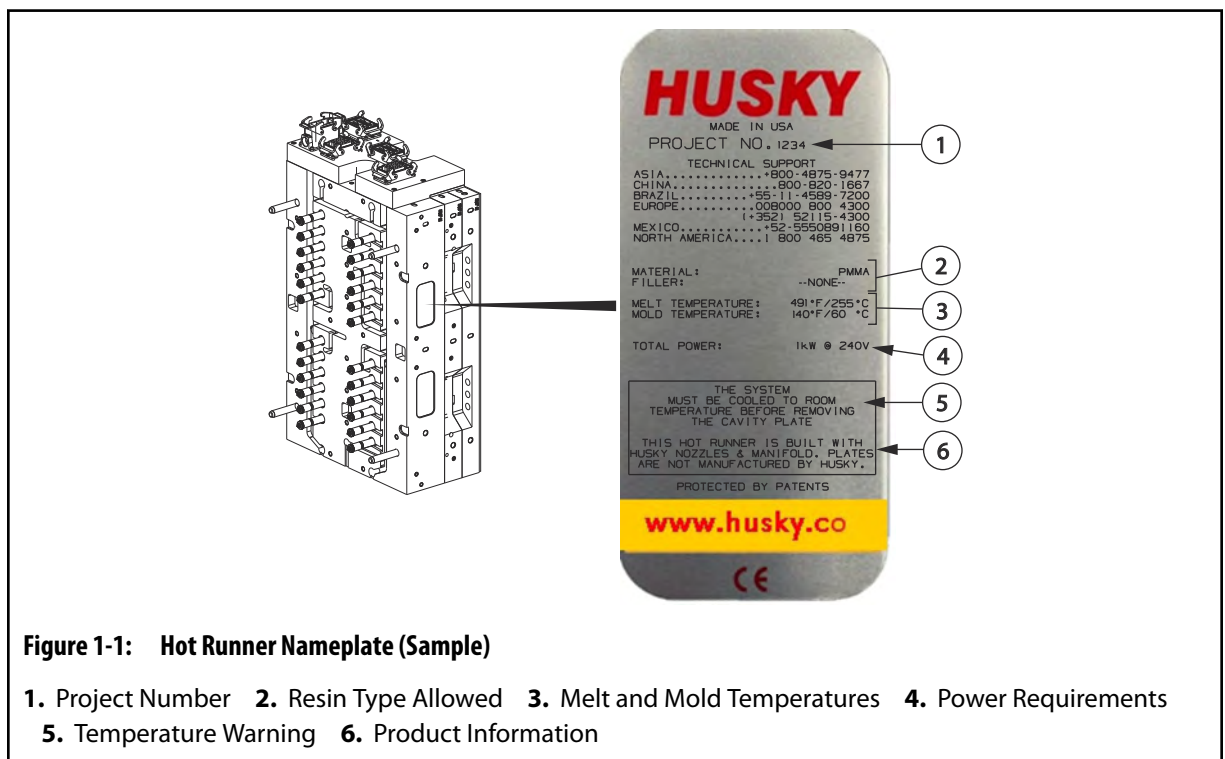 HUSKY
MADE IN USA
PROJECT NO. 1234
TECHNICAL SUPPORT
ASIA..............+800-4875-9477
CHINA..............800-820-1667
BRAZIL.........+55-11-4589-7200
EUROPE..........008000 800 4300
(+352) 52115-4300
MEXICO...........+52-5550891160
NORTH AMERICA....1 800 465 4875
MATERIAL: PMMA
FILLER: --NONE--
MELT TEMPERATURE: 491°F/255°C
MOLD TEMPERATURE: 140°F/60 °C
TOTAL POWER: 1kW @ 240V
THE SYSTEM
MUST BE COOLED TO ROOM
TEMPERATURE BEFORE REMOVING
THE CAVITY PLATE
THIS HOT RUNNER IS BUILT WITH
HUSKY NOZZLES & MANIFOLD. PLATES
ARE NOT MANUFACTURED BY HUSKY.
PROTECTED BY PATENTS
www.husky.co
CE
1
2
3
4
5
6
Figure 1-1: Hot Runner Nameplate (Sample)
1. Project Number 2. Resin Type Allowed 3. Melt and Mold Temperatures 4. Power Requirements
5. Temperature Warning 6. Product Information